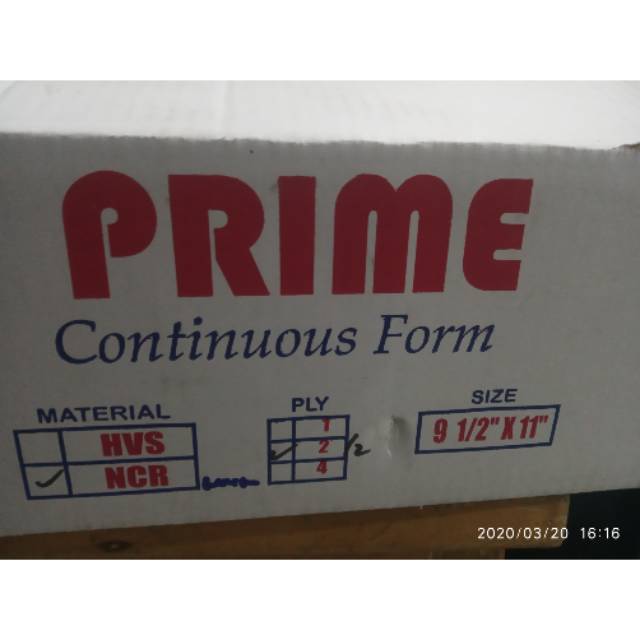 PRIME
Continuous Form
MATERIAL
HVS
✓ NCR
PLY
1
✓ 2 /2
4
SIZE
9 1/2" X 11"
2020/03/20 16:16